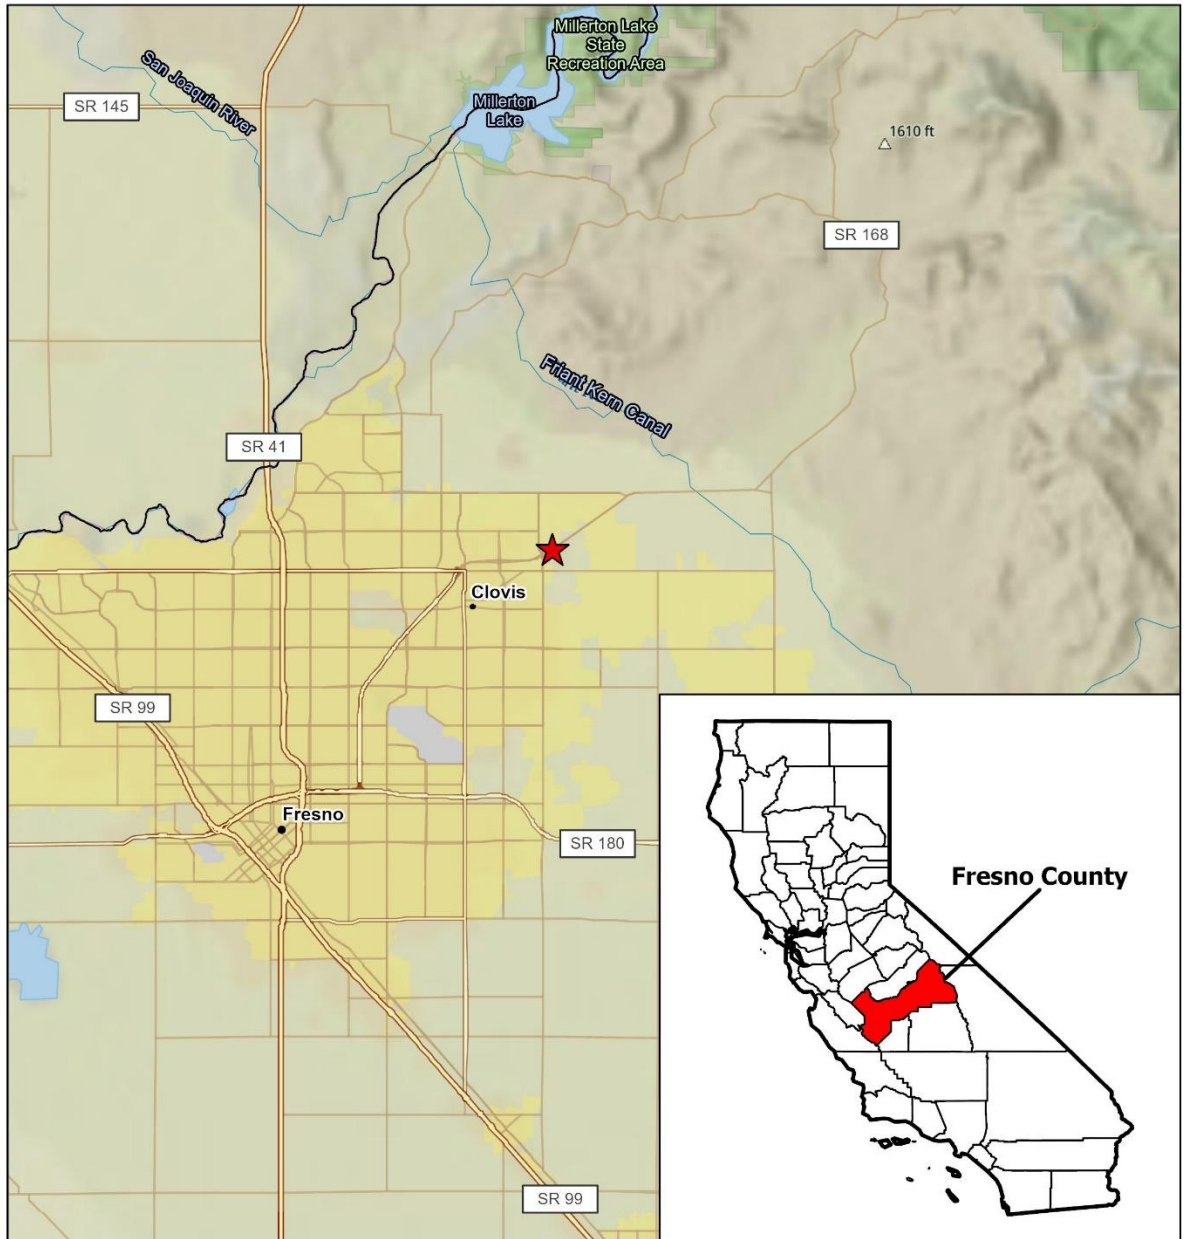 Millerton Lake
State
Recreation Area
San Joaquin River
SR 145
Millerton
Lake
1610 ft
SR 168
Friant Kern Canal
SR 41
Clovis
SR 99
Fresno
SR 180
Fresno County
SR 99